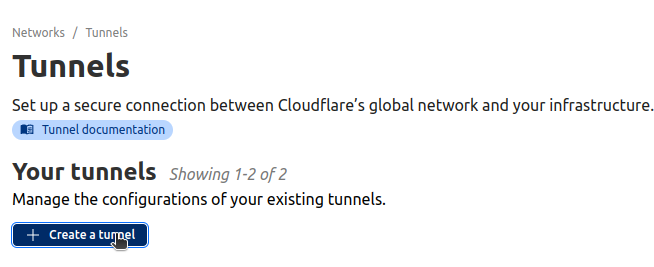 Networks / Tunnels
Tunnels
Set up a secure connection between Cloudflare’s global network and your infrastructure.
Tunnel documentation
Your tunnels Showing 1-2 of 2
Manage the configurations of your existing tunnels.
+ Create a tunnel